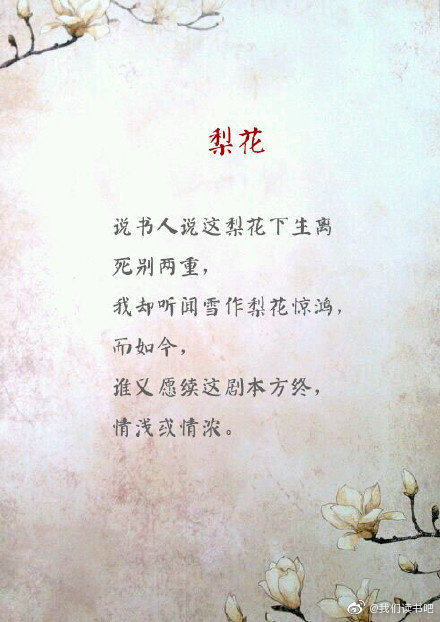 梨花
说书人说这梨花下生离
死别两重，
我却听闻雪作梨花惊鸿，
而如今，
谁又愿续这剧本方终，
情浅或情浓。
@我们读书吧